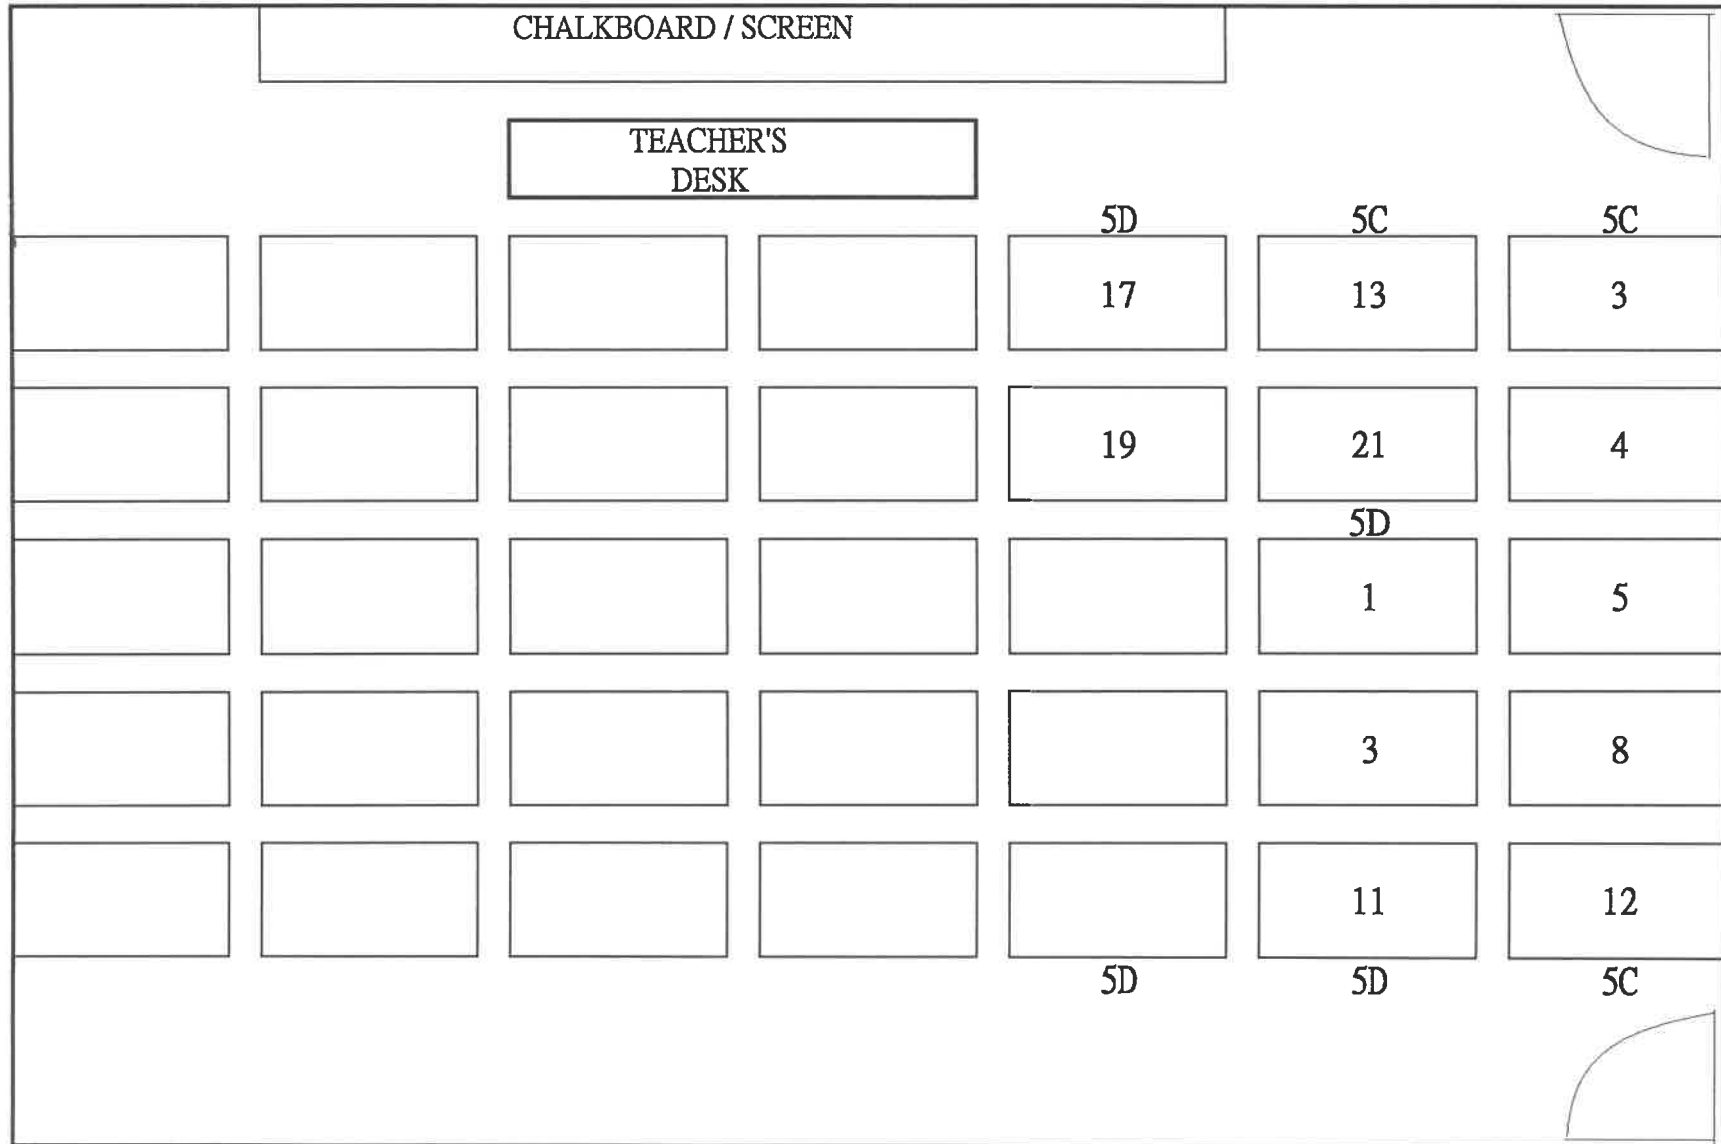 CHALKBOARD / SCREEN
TEACHER'S
DESK
5D 5C 5C
17 13 3
19 21 4
5D
1 5
3 8
11 12
5D 5D 5C